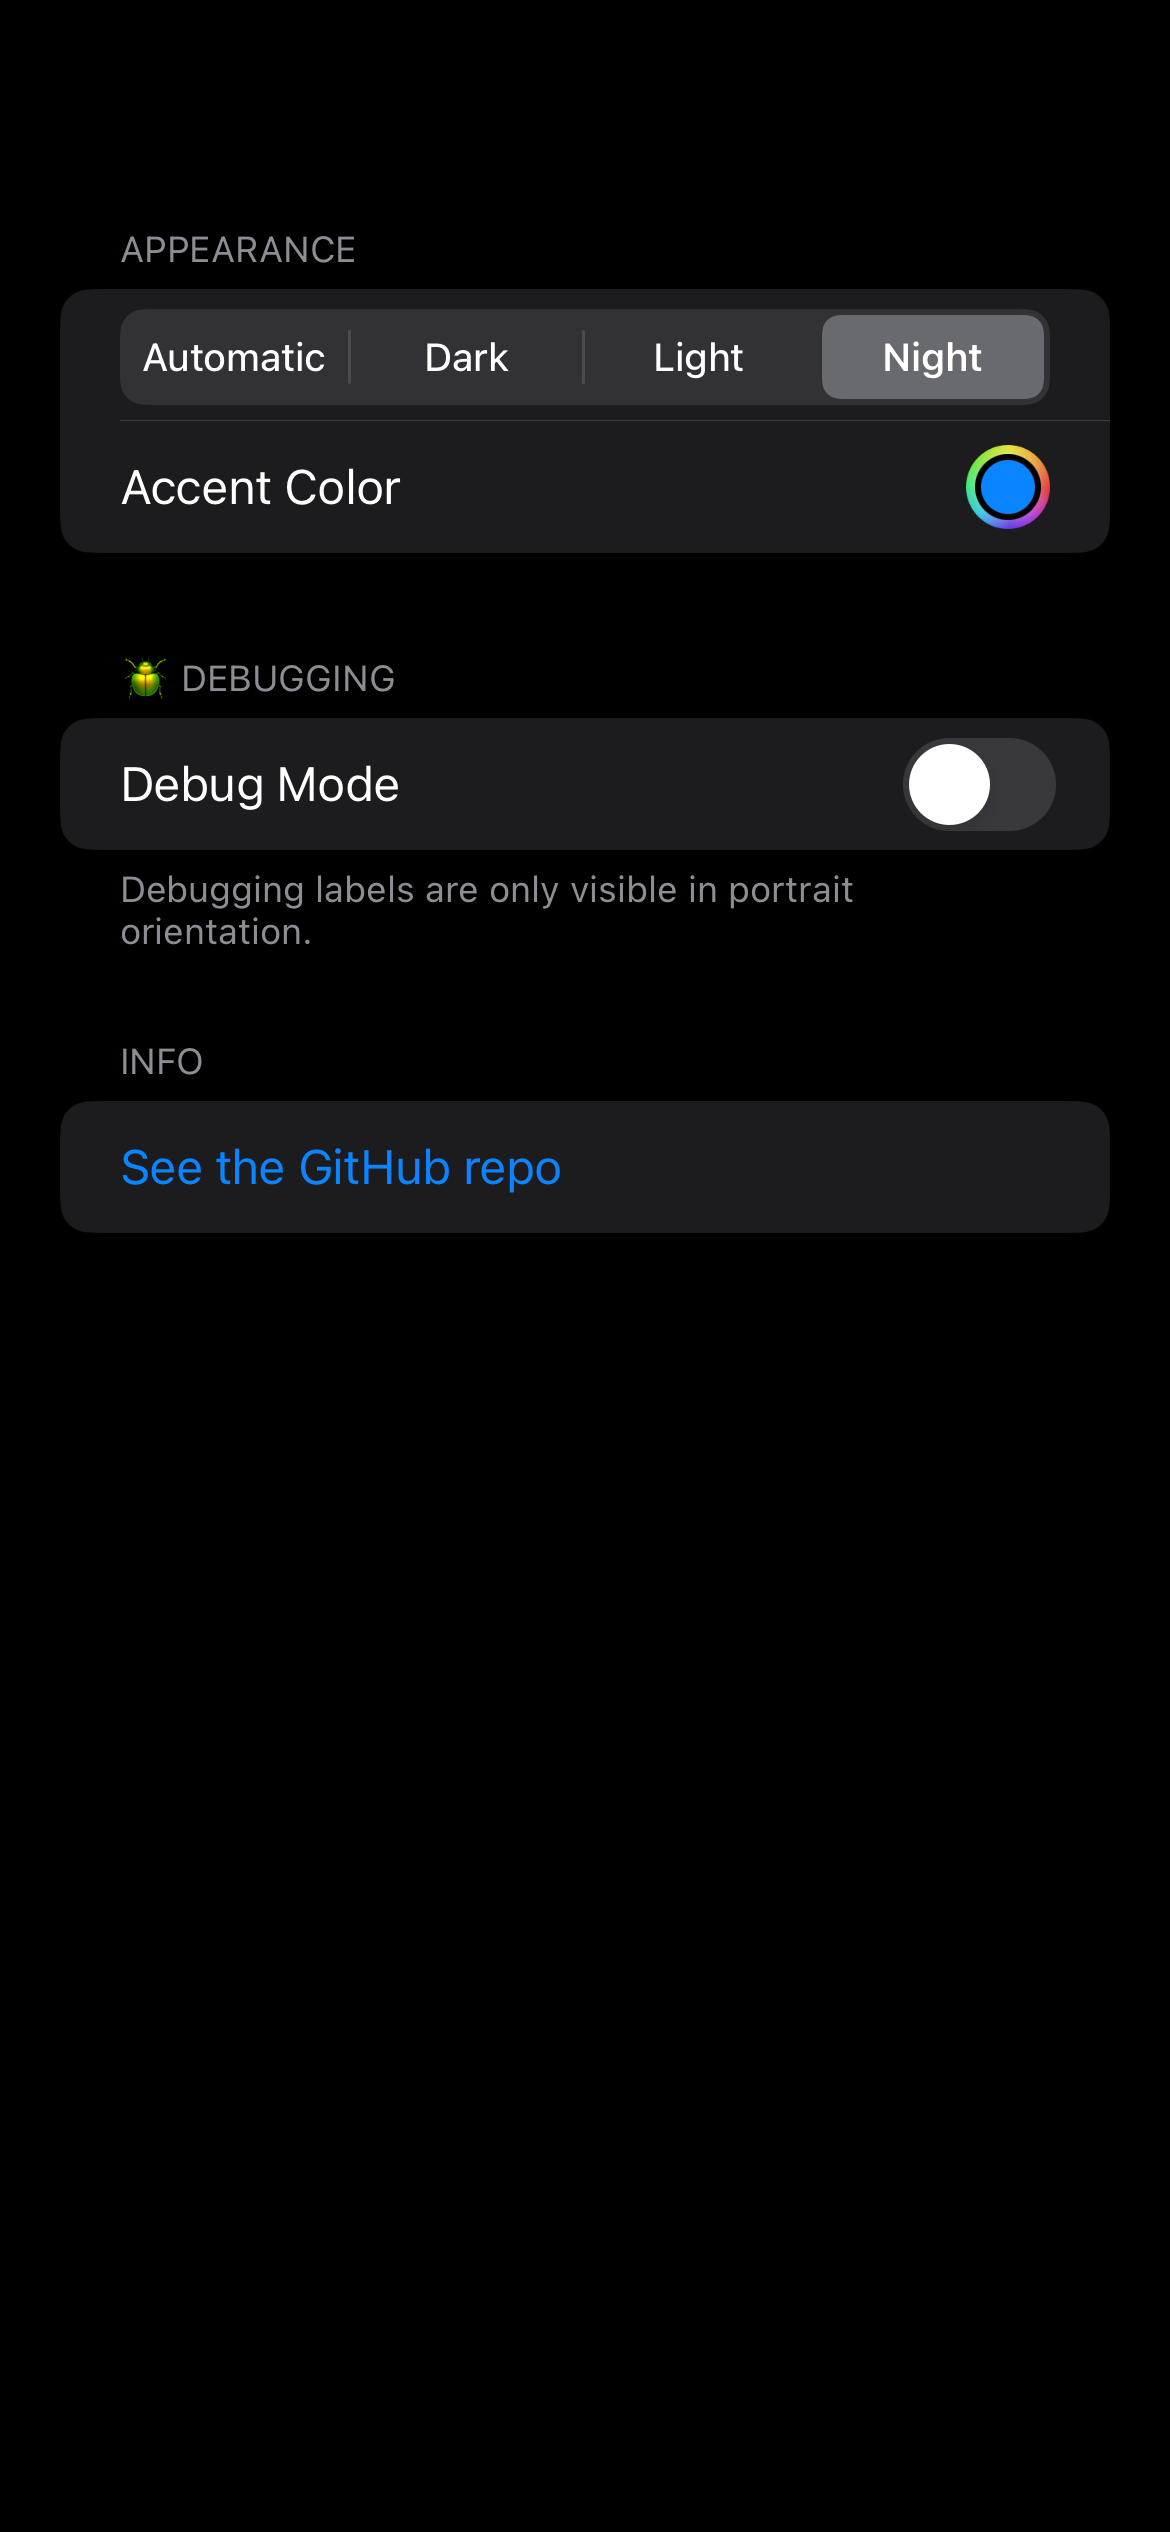 APPEARANCE
Automatic Dark Light Night
Accent Color
🪲 DEBUGGING
Debug Mode
Debugging labels are only visible in portrait
orientation.
INFO
See the GitHub repo